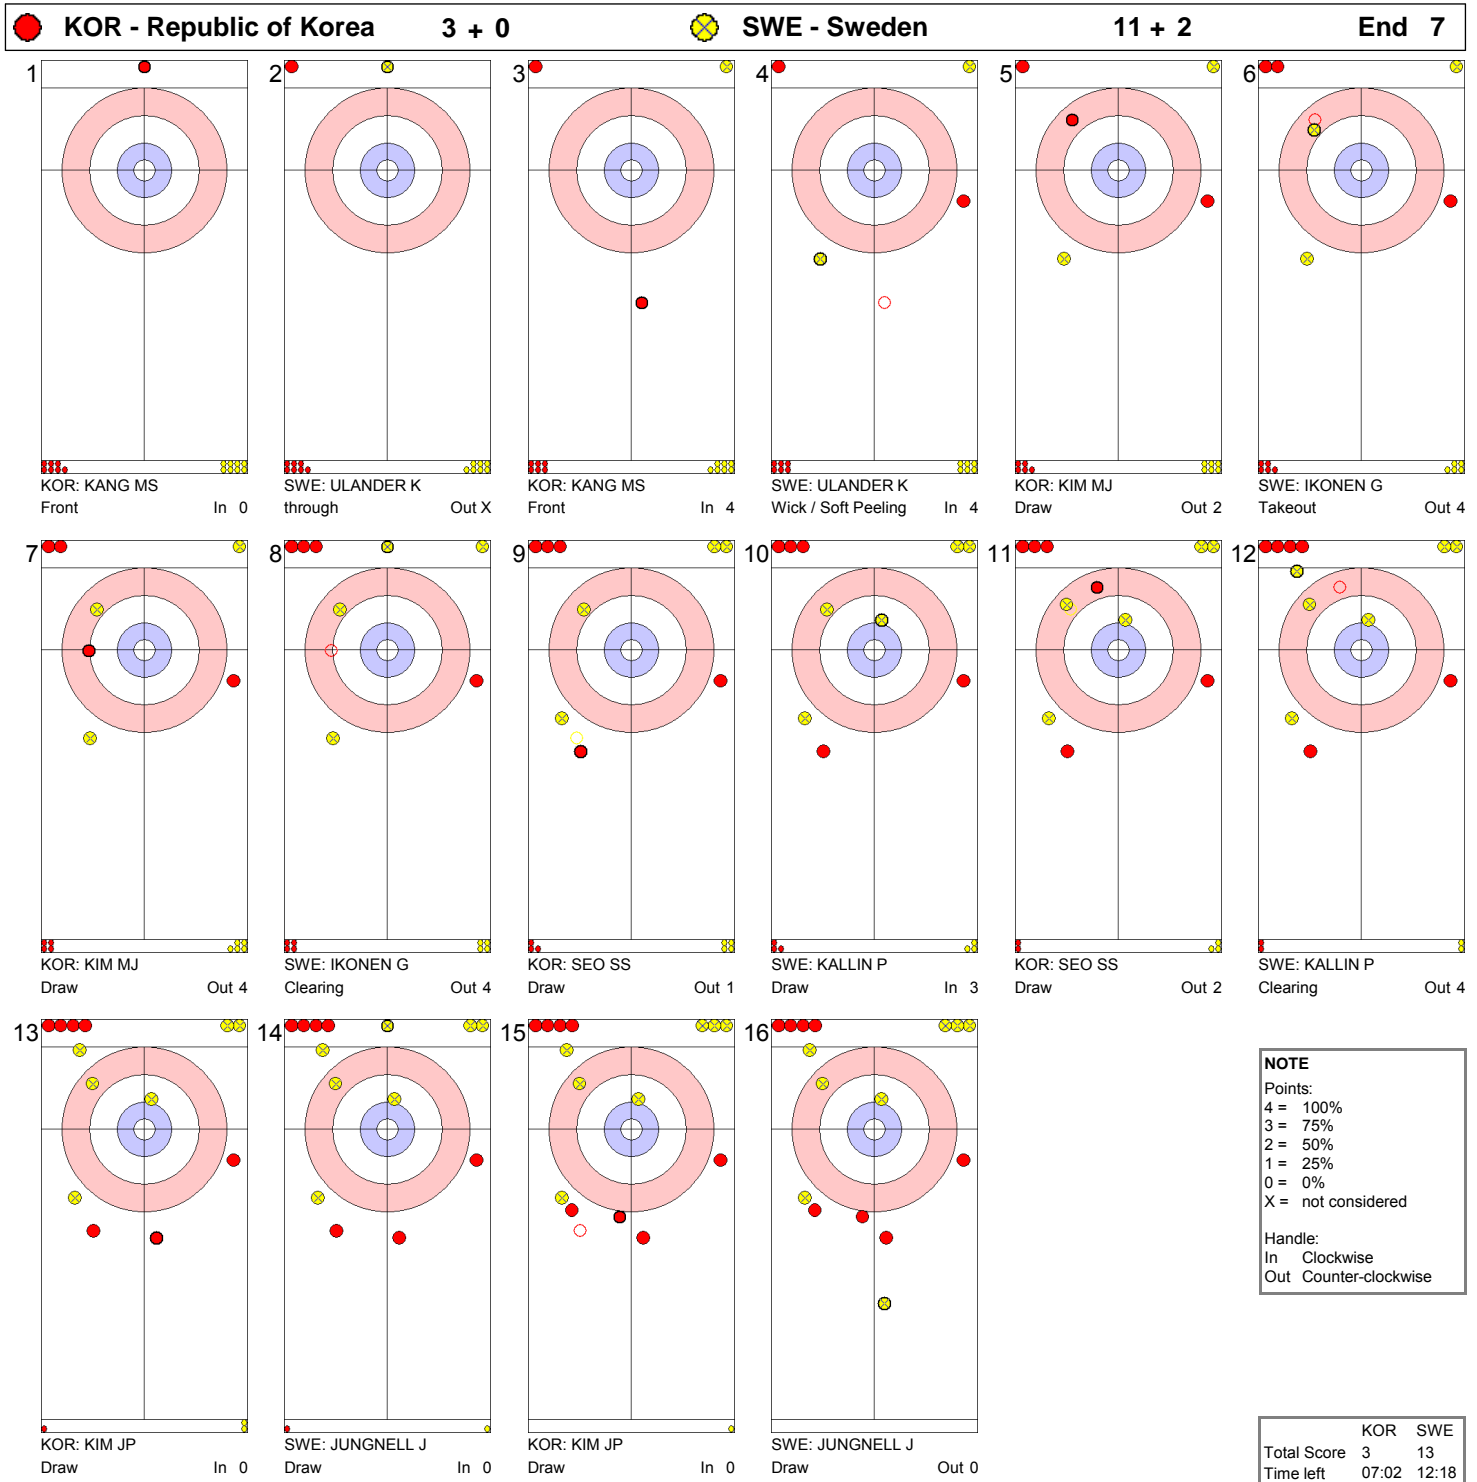 KOR - Republic of Korea 3 + 0 SWE - Sweden 11 + 2 End 7
1 2 3 4 5 6
KOR: KANG MS SWE: ULANDER K KOR: KANG MS SWE: ULANDER K KOR: KIM MJ SWE: IKONEN G
Front In 0 through Out X Front In 4 Wick / Soft Peeling In 4 Draw Out 2 Takeout Out 4
7 8 9 10 11 12
KOR: KIM MJ SWE: IKONEN G KOR: SEO SS SWE: KALLIN P KOR: SEO SS SWE: KALLIN P
Draw Out 4 Clearing Out 4 Draw Out 1 Draw In 3 Draw Out 2 Clearing Out 4
13 14 15 16
KOR: KIM JP SWE: JUNGNELL J KOR: KIM JP SWE: JUNGNELL J
Draw In 0 Draw In 0 Draw In 0 Draw Out 0
NOTE
Points:
4 = 100%
3 = 75%
2 = 50%
1 = 25%
0 = 0%
X = not considered
Handle:
In Clockwise
Out Counter-clockwise
KOR SWE
Total Score 3 13
Time left 07:02 12:18